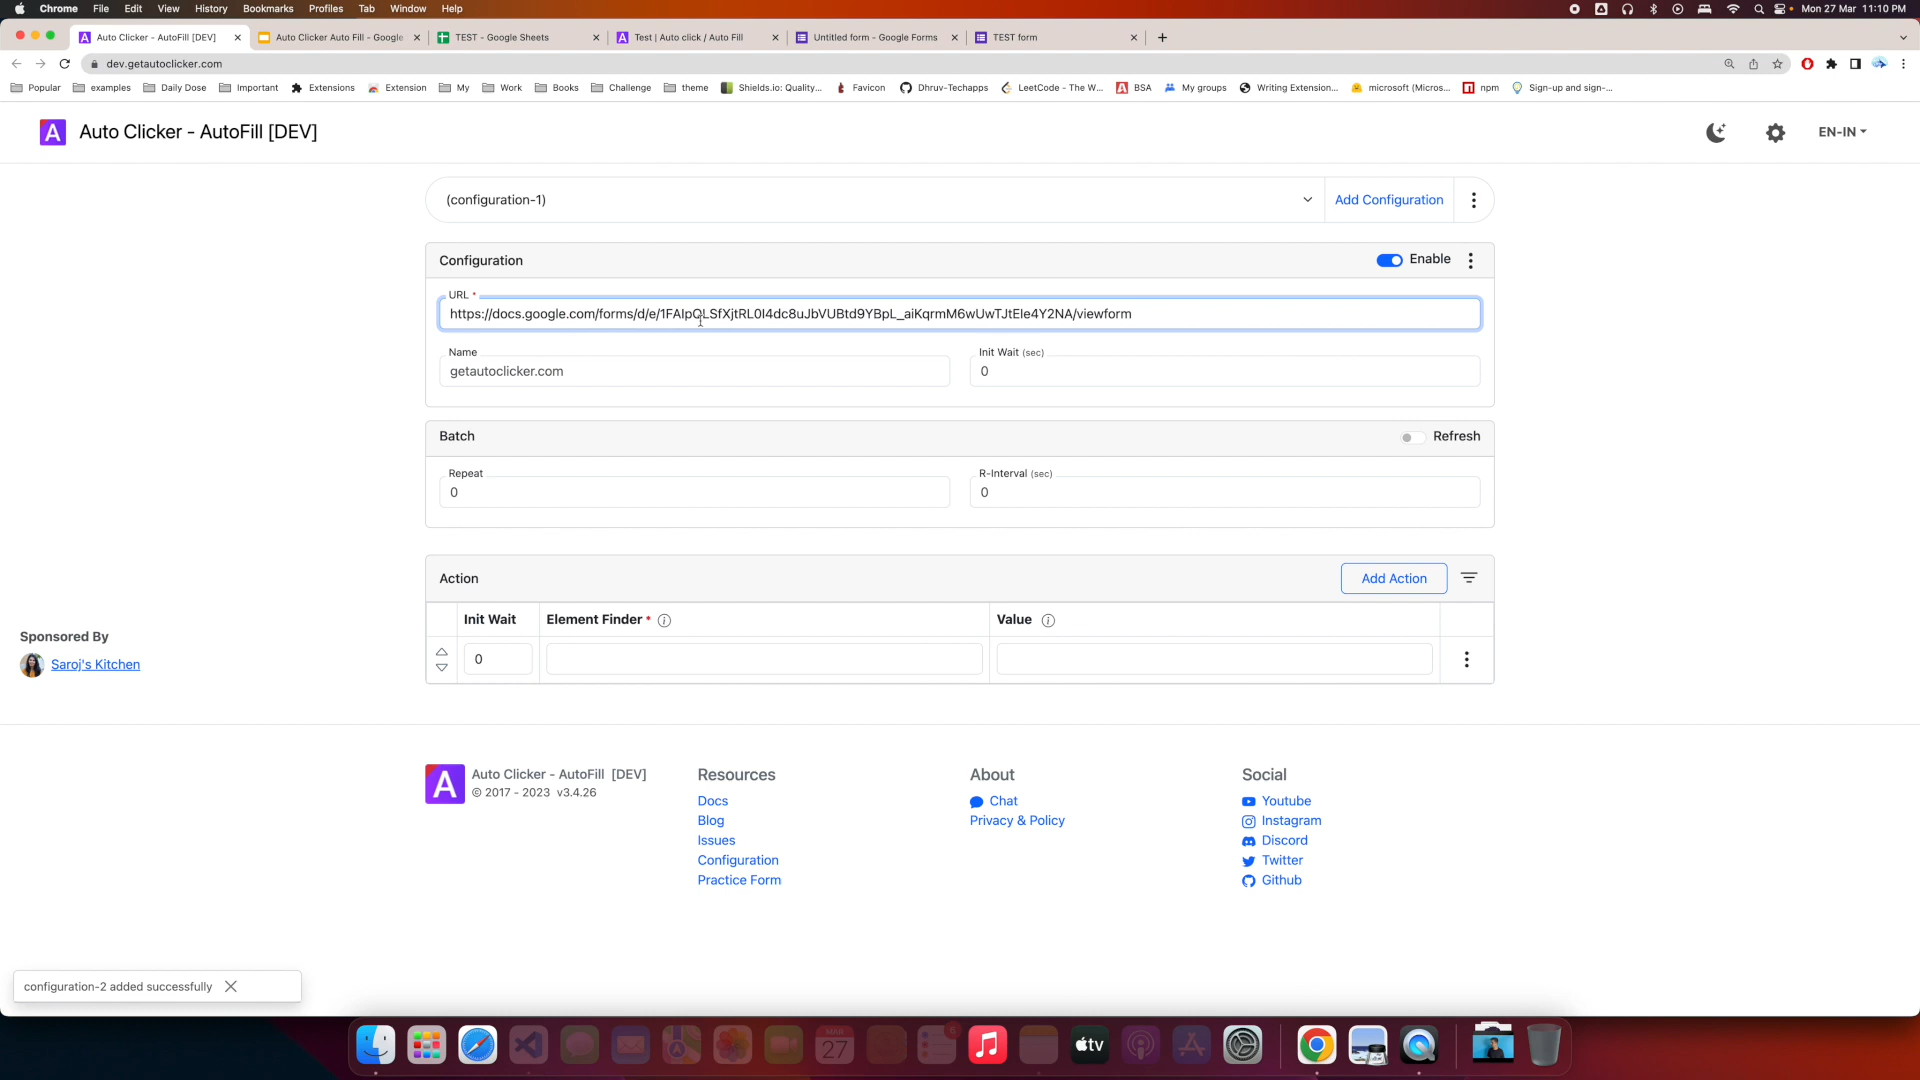 Chrome File Edit View History Bookmarks Profiles Tab Window Help Mon 27 Mar 11:10 PM
Auto Clicker - AutoFill [DEV] Auto Clicker Auto Fill - Google TEST - Google Sheets Test | Auto click / Auto Fill Untitled form - Google Forms TEST form
dev.getautoclicker.com
Popular examples Daily Dose Important Extensions Extension My Work Books Challenge theme Shields.io: Quality... Favicon Dhruv-Techapps LeetCode - The W... BSA My groups Writing Extension... microsoft (Micros... npm Sign-up and sign-...
Auto Clicker - AutoFill [DEV] EN-IN
(configuration-1) Add Configuration
Configuration Enable
URL *
https://docs.google.com/forms/d/e/1FAIpQLSfXjtRL0I4dc8uJbVUBtd9YBpL_aiKqrmM6wUwTJtEle4Y2NA/viewform
Name Init Wait (sec)
getautoclicker.com 0
Batch Refresh
Repeat R-Interval (sec)
0 0
Action Add Action
Init Wait Element Finder * Value
0
Sponsored By
Saroj's Kitchen
Auto Clicker - AutoFill [DEV] Resources About Social
© 2017 - 2023 v3.4.26
Docs Chat Youtube
Blog Privacy & Policy Instagram
Issues Discord
Configuration Twitter
Practice Form Github
configuration-2 added successfully
MAR
27 6 tv